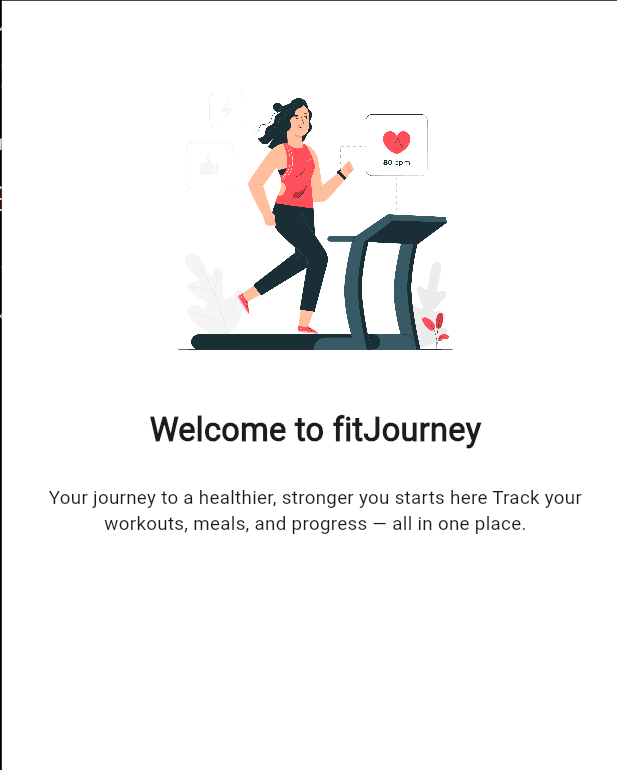 80 bpm
Welcome to fitJourney
Your journey to a healthier, stronger you starts here Track your
workouts, meals, and progress — all in one place.